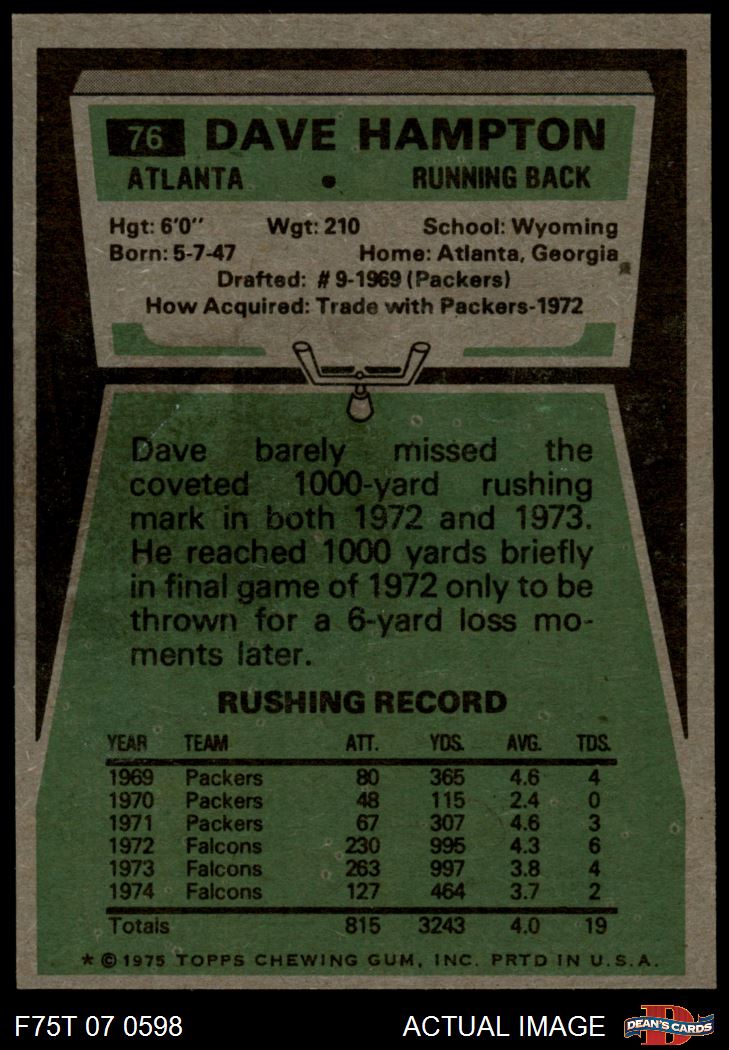 76 DAVE HAMPTON
ATLANTA • RUNNING BACK
Hgt: 6'0" Wgt: 210 School: Wyoming
Born: 5-7-47 Home: Atlanta, Georgia
Drafted: #9-1969 (Packers)
How Acquired: Trade with Packers-1972
Dave barely missed the
coveted 1000-yard rushing
mark in both 1972 and 1973.
He reached 1000 yards briefly
in final game of 1972 only to be
thrown for a 6-yard loss mo-
ments later.
RUSHING RECORD
YEAR TEAM ATT. YDS. AVG. TDS.
1969 Packers 80 365 4.6 4
1970 Packers 48 115 2.4 0
1971 Packers 67 307 4.6 3
1972 Falcons 230 995 4.3 6
1973 Falcons 263 997 3.8 4
1974 Falcons 127 464 3.7 2
Totals 815 3243 4.0 19
* © 1975 TOPPS CHEWING GUM, INC. PRTD IN U.S.A.
F75T 07 0598 ACTUAL IMAGE D DEAN'S CARDS